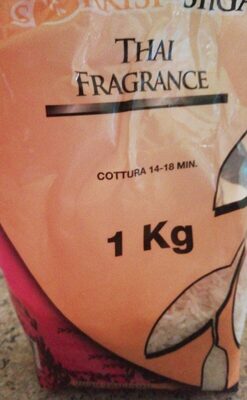 THAI
FRAGRANCE
COTTURA 14-18 MIN.
1 Kg